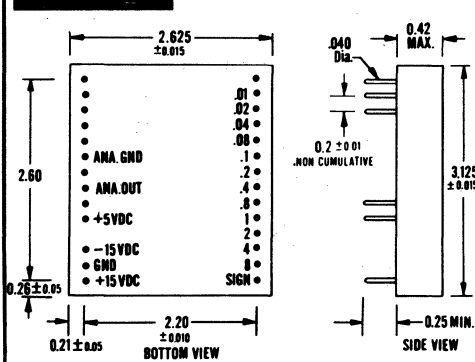 2.625
±0.015
0.42
MAX.
.040
Dia.
.01
.02
.04
.08
ANA.GND .1
.2
ANA.OUT .4
.8
+5VDC 1
2
-15VDC 4
GND 8
+15VDC SIGN
2.60
0.26±0.05
0.21±0.05
2.20
±0.010
BOTTOM VIEW
0.2 ±0.01
.NON CUMULATIVE
3.125
±0.015
0.25 MIN.
SIDE VIEW